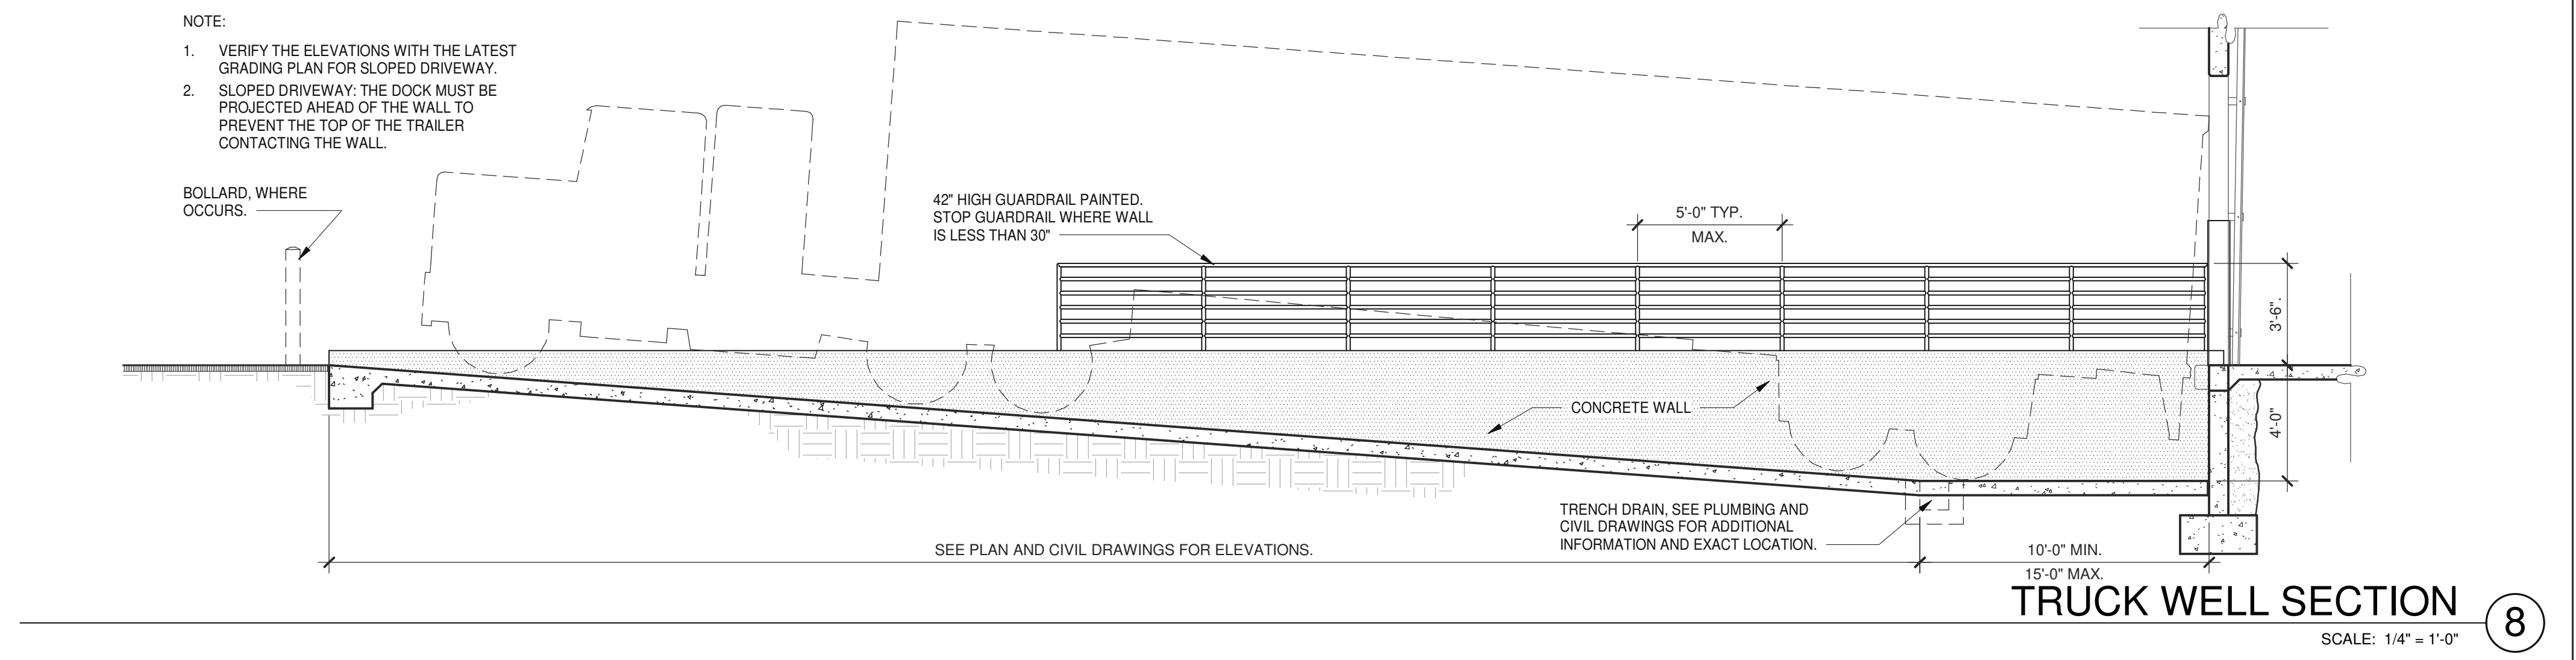 NOTE:
1. VERIFY THE ELEVATIONS WITH THE LATEST
GRADING PLAN FOR SLOPED DRIVEWAY.
2. SLOPED DRIVEWAY: THE DOCK MUST BE
PROJECTED AHEAD OF THE WALL TO
PREVENT THE TOP OF THE TRAILER
CONTACTING THE WALL.
BOLLARD, WHERE
OCCURS.
42" HIGH GUARDRAIL PAINTED.
STOP GUARDRAIL WHERE WALL
IS LESS THAN 30"
5'-0" TYP.
MAX.
3'-6".
4'-0"
CONCRETE WALL
TRENCH DRAIN, SEE PLUMBING AND
CIVIL DRAWINGS FOR ADDITIONAL
INFORMATION AND EXACT LOCATION.
SEE PLAN AND CIVIL DRAWINGS FOR ELEVATIONS.
10'-0" MIN.
15'-0" MAX.
TRUCK WELL SECTION
8
SCALE: 1/4" = 1'-0"